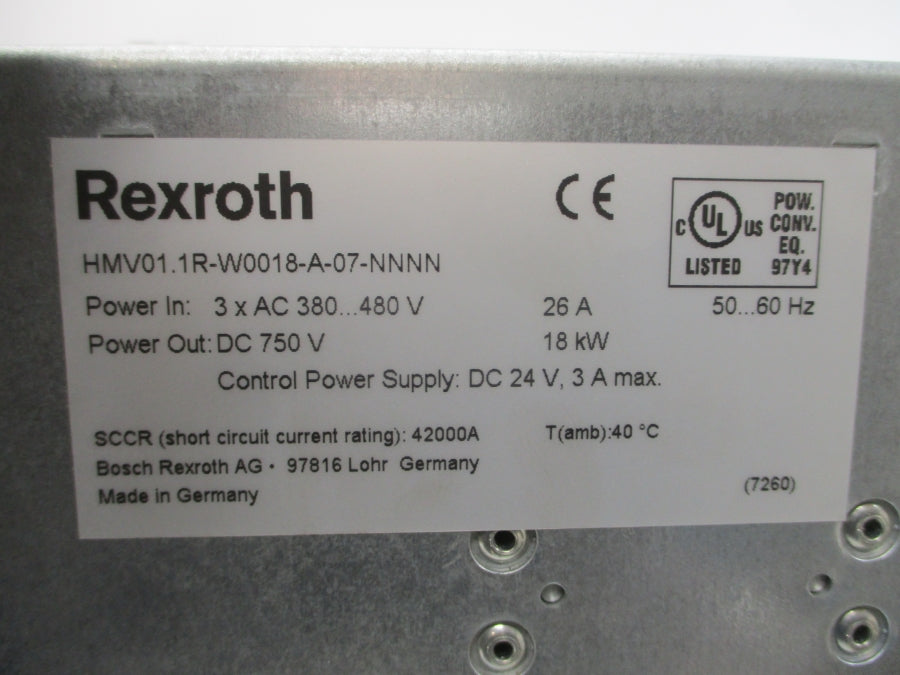 Rexroth
CE
C UL US LISTED
POW.
CONV.
EQ.
97Y4
HMV01.1R-W0018-A-07-NNNN
Power In: 3 x AC 380...480 V 26 A 50...60 Hz
Power Out: DC 750 V 18 kW
Control Power Supply: DC 24 V, 3 A max.
SCCR (short circuit current rating): 42000A T(amb):40 °C
Bosch Rexroth AG • 97816 Lohr Germany
Made in Germany
(7260)